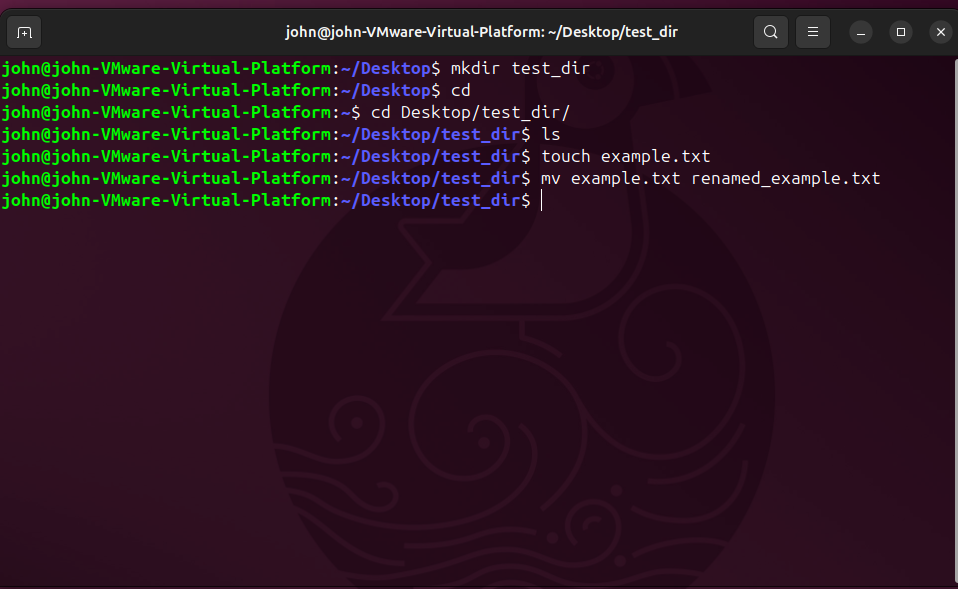 john@john-VMware-Virtual-Platform: ~/Desktop/test_dir
john@john-VMware-Virtual-Platform:~/Desktop$ mkdir test_dir
john@john-VMware-Virtual-Platform:~/Desktop$ cd
john@john-VMware-Virtual-Platform:~$ cd Desktop/test_dir/
john@john-VMware-Virtual-Platform:~/Desktop/test_dir$ ls
john@john-VMware-Virtual-Platform:~/Desktop/test_dir$ touch example.txt
john@john-VMware-Virtual-Platform:~/Desktop/test_dir$ mv example.txt renamed_example.txt
john@john-VMware-Virtual-Platform:~/Desktop/test_dir$